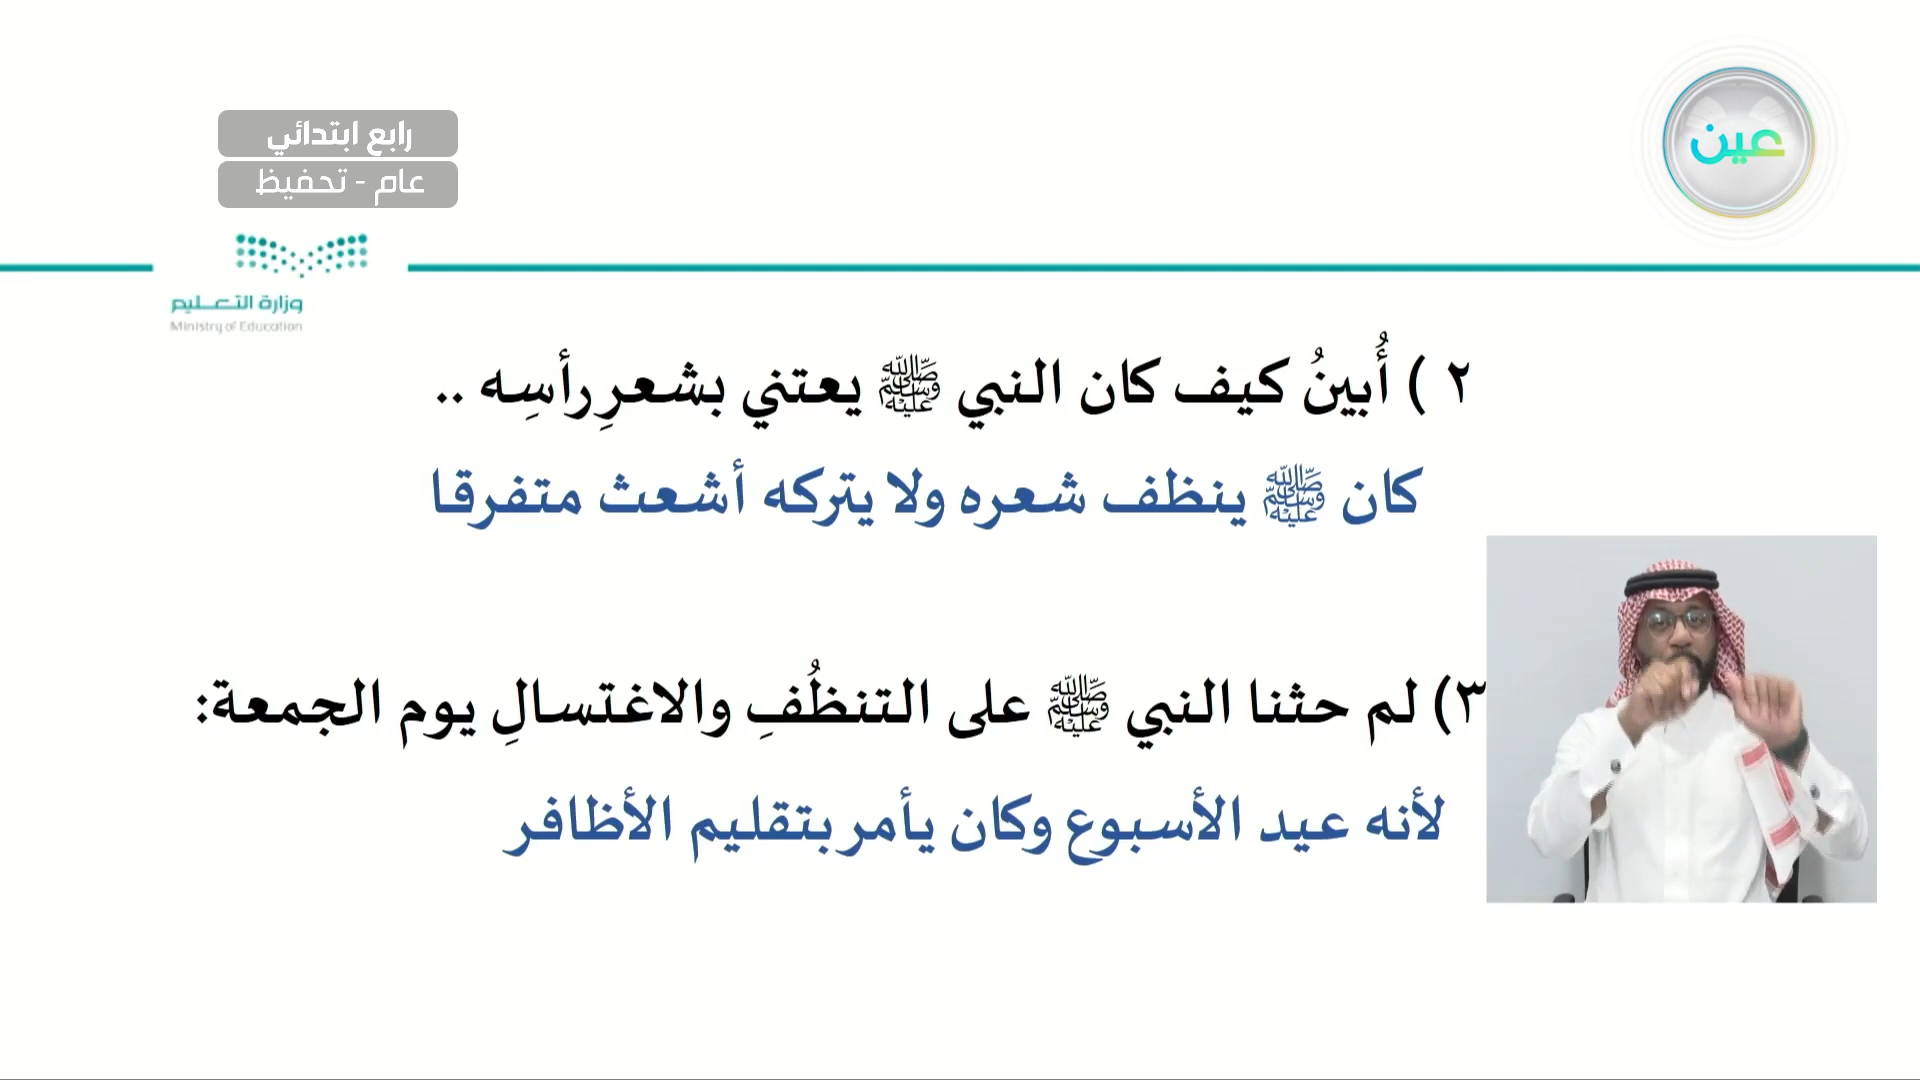 عين
رابع ابتدائي
عام - تحفيظ
وزارة التعليم
Ministry of Education
٢ ) أُبينُ كيف كان النبي ﷺ يعتني بشعرِ رأسِه ..
كان ﷺ ينظف شعره ولا يتركه أشعث متفرقا
٣) لم حثنا النبي ﷺ على التنظُفِ والاغتسالِ يوم الجمعة:
لأنه عيد الأسبوع وكان يأمر بتقليم الأظافر